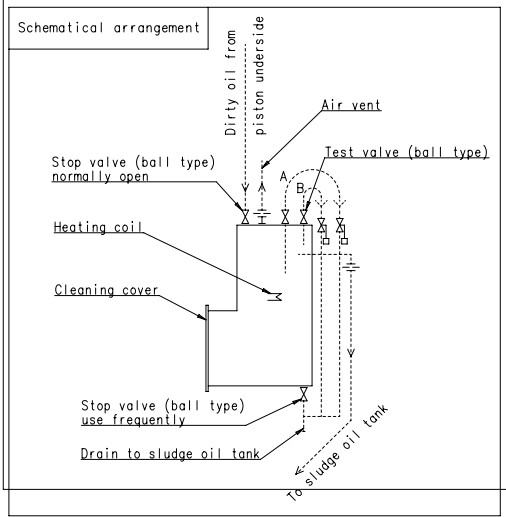 Schematical arrangement
Dirty oil from
piston underside
Air vent
Stop valve (ball type)
normally open
Test valve (ball type)
A
B
Heating coil
Cleaning cover
Stop valve (ball type)
use frequently
Drain to sludge oil tank
To sludge oil tank